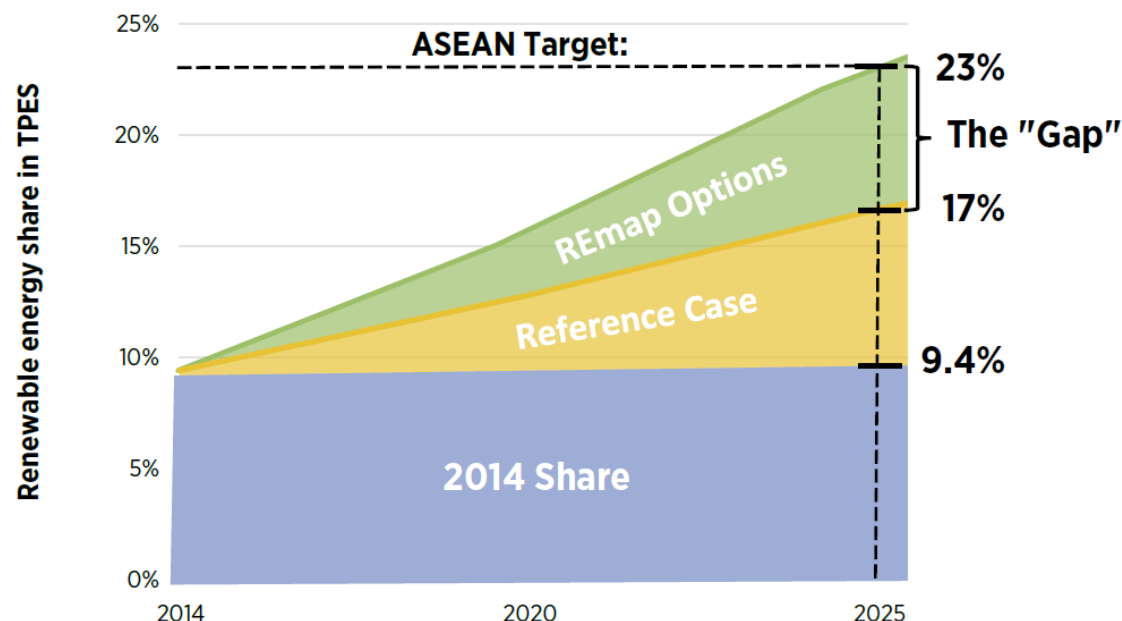 25%
ASEAN Target:
23%
The "Gap"
20%
REmap Options
17%
15%
Reference Case
10%
9.4%
2014 Share
5%
0%
2014 2020 2025
Renewable energy share in TPES